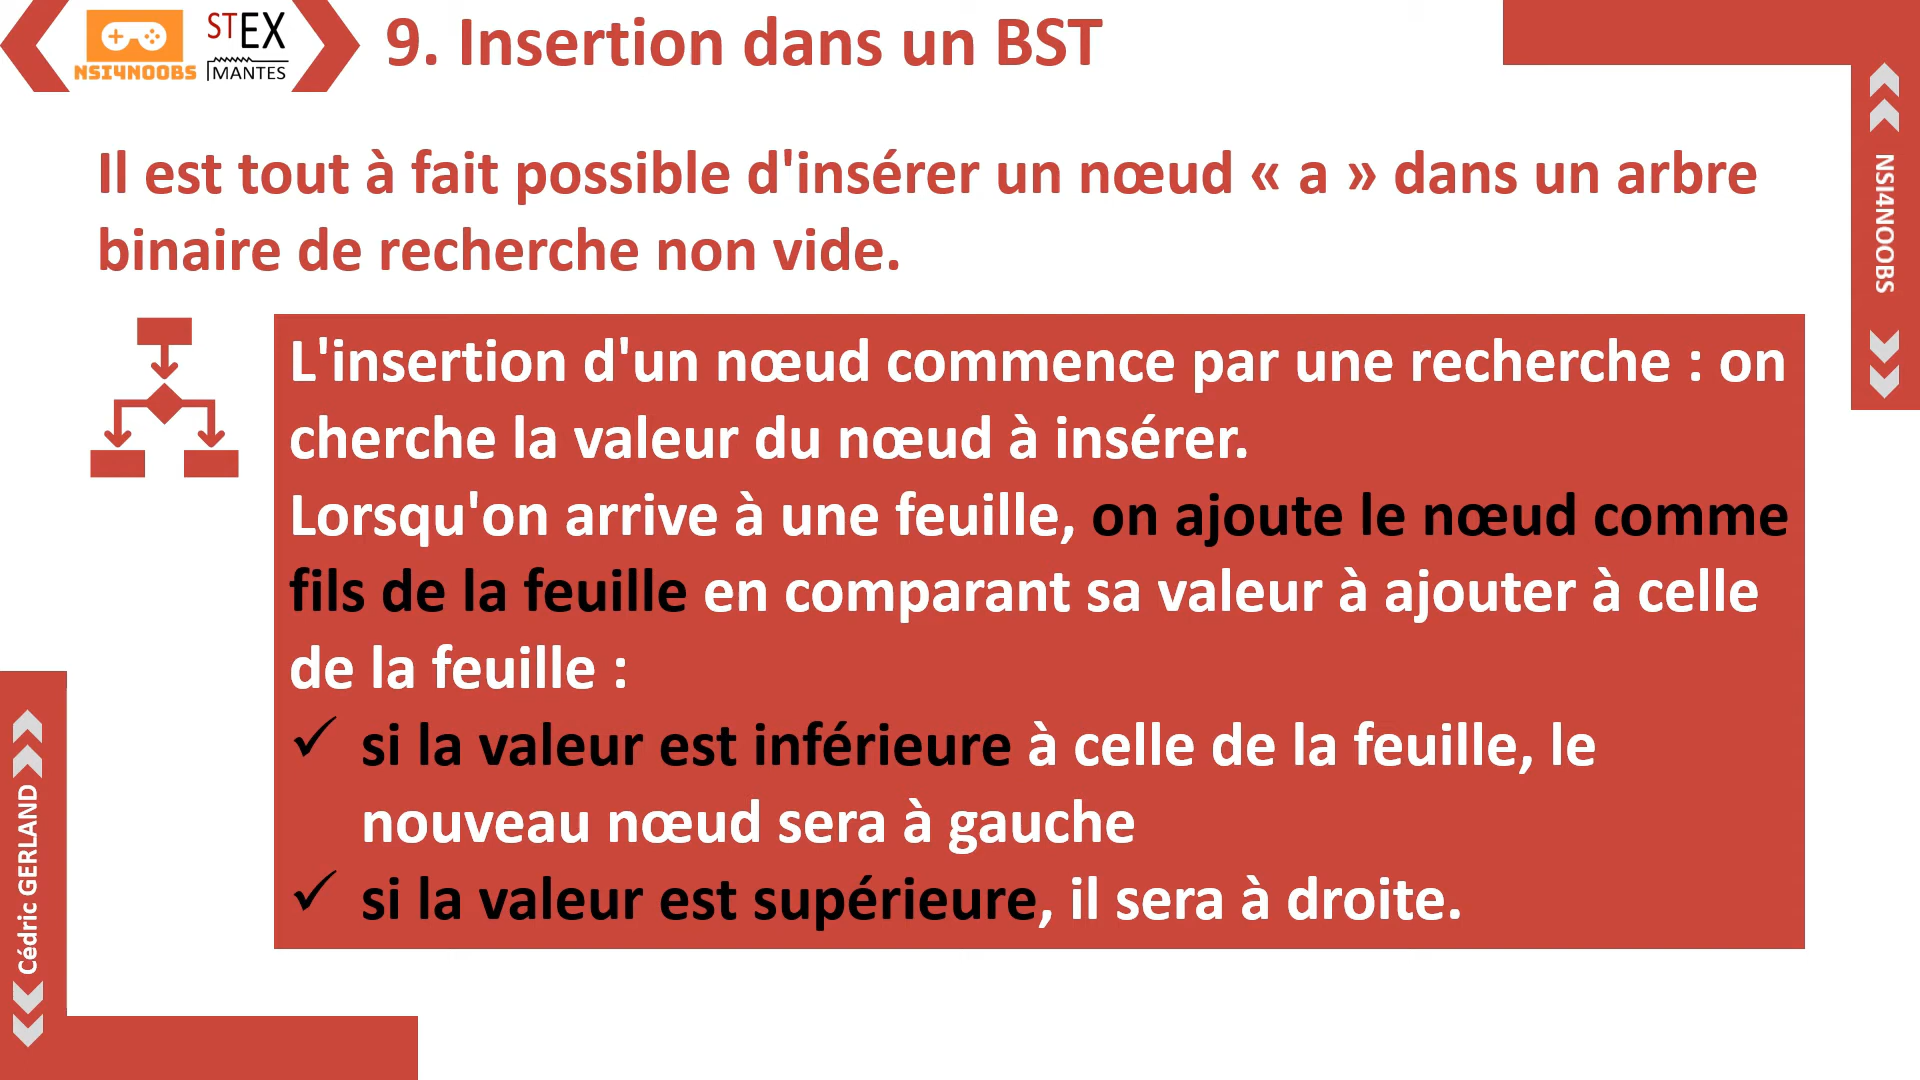 NSI4NOOBS
STEX
MANTES
9. Insertion dans un BST
Il est tout à fait possible d'insérer un nœud « a » dans un arbre
binaire de recherche non vide.
L'insertion d'un nœud commence par une recherche : on
cherche la valeur du nœud à insérer.
Lorsqu'on arrive à une feuille, on ajoute le nœud comme
fils de la feuille en comparant sa valeur à ajouter à celle
de la feuille :
✓ si la valeur est inférieure à celle de la feuille, le
nouveau nœud sera à gauche
✓ si la valeur est supérieure, il sera à droite.
NSI4NOOBS
Cédric GERLAND